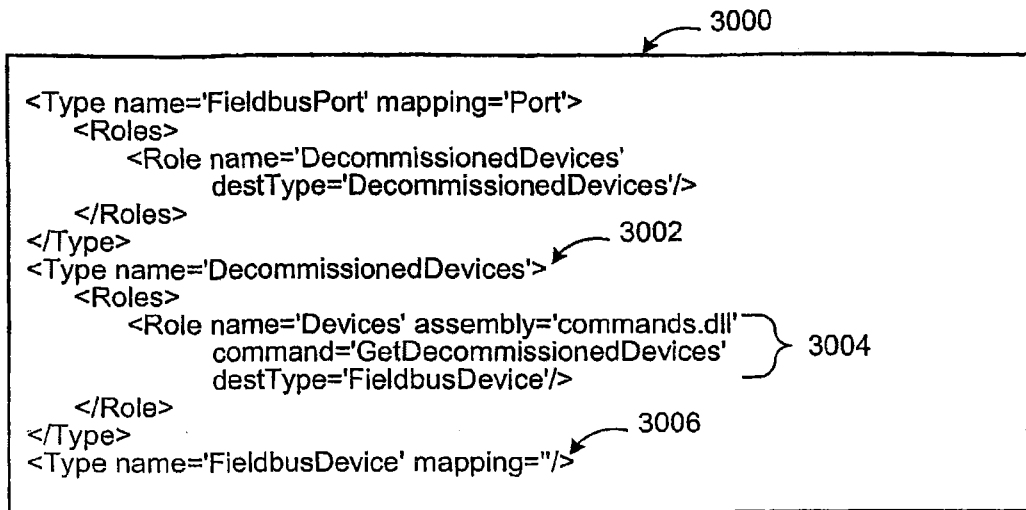 3000
<Type name='FieldbusPort' mapping='Port'>
<Roles>
<Role name='DecommissionedDevices'
destType='DecommissionedDevices'/>
</Roles>
</Type>
3002
<Type name='DecommissionedDevices'>
<Roles>
<Role name='Devices' assembly='commands.dll'
command='GetDecommissionedDevices'
destType='FieldbusDevice'/>
3004
</Role>
</Type>
3006
<Type name='FieldbusDevice' mapping=''/>